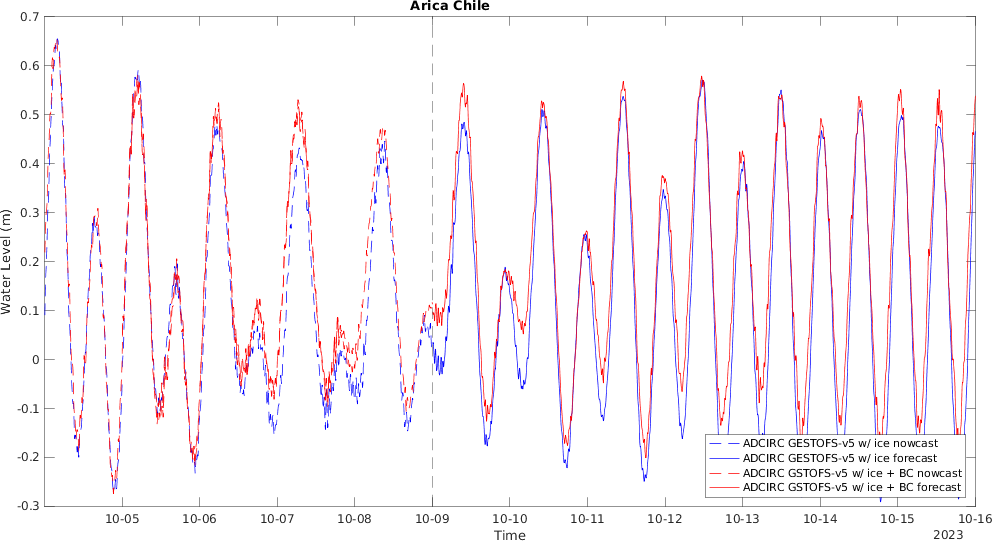 Arica Chile
0.7
0.6
0.5
0.4
0.3
0.2
0.1
0
-0.1
-0.2
-0.3
Water Level (m)
ADCIRC GESTOFS-v5 w/ ice nowcast
ADCIRC GESTOFS-v5 w/ ice forecast
ADCIRC GSTOFS-v5 w/ ice + BC nowcast
ADCIRC GSTOFS-v5 w/ ice + BC forecast
10-05 10-06 10-07 10-08 10-09 10-10 10-11 10-12 10-13 10-14 10-15 10-16
Time
2023